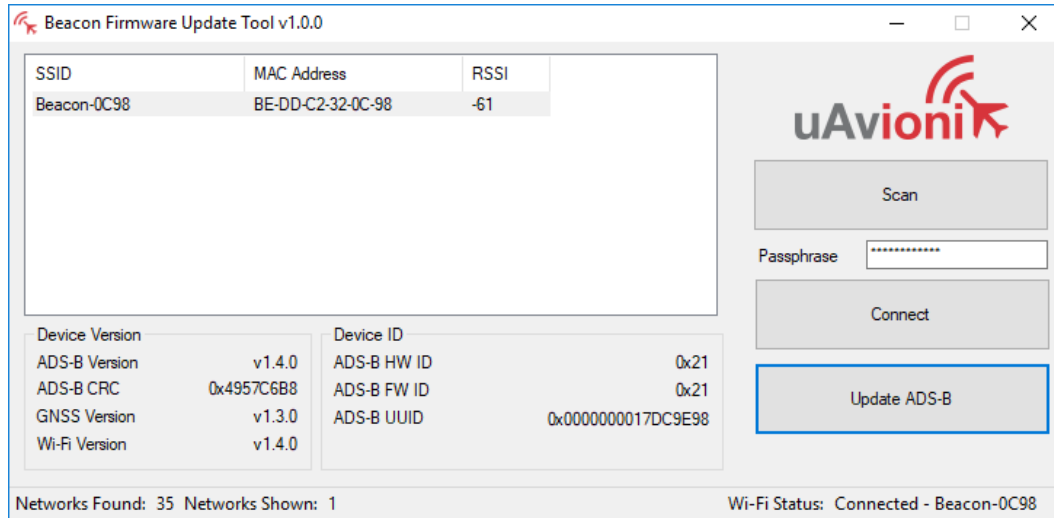 Beacon Firmware Update Tool v1.0.0
SSID MAC Address RSSI
Beacon-0C98 BE-DD-C2-32-0C-98 -61
uAvionix
Scan
Passphrase ************
Connect
Update ADS-B
Device Version
ADS-B Version v1.4.0
ADS-B CRC 0x4957C6B8
GNSS Version v1.3.0
Wi-Fi Version v1.4.0
Device ID
ADS-B HW ID 0x21
ADS-B FW ID 0x21
ADS-B UUID 0x0000000017DC9E98
Networks Found: 35 Networks Shown: 1
Wi-Fi Status: Connected - Beacon-0C98